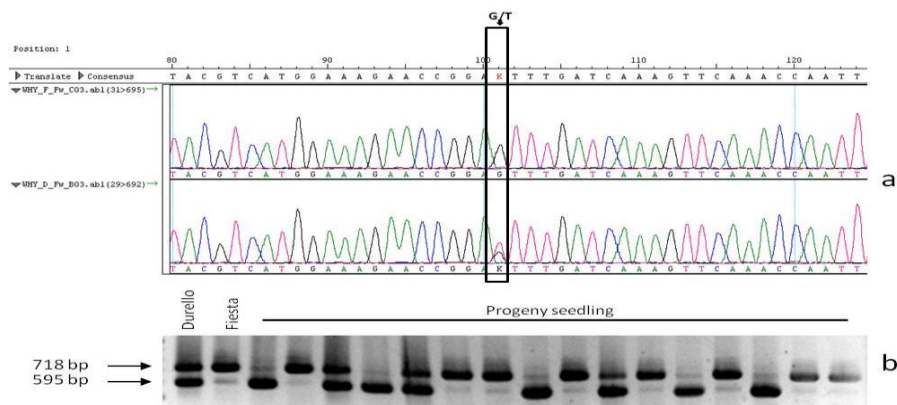 G/T
Position: 1
80 90 100 110 120
Translate Consensus T A C G T C A T G G A A A G A A C C G G A K T T T G A T C A A A G T T C A A A C C A A T T
WHY_F_Fw_C03.ab1(31>695)
T A C G T C A T G G A A A G A A C C G G A G T T T G A T C A A A G T T C A A A C C A A T T
a
WHY_D_Fw_B03.ab1(29>692)
T A C G T C A T G G A A A G A A C C G G A K T T T G A T C A A A G T T C A A A C C A A T T
Durello
Fiesta
Progeny seedling
718 bp
595 bp
b